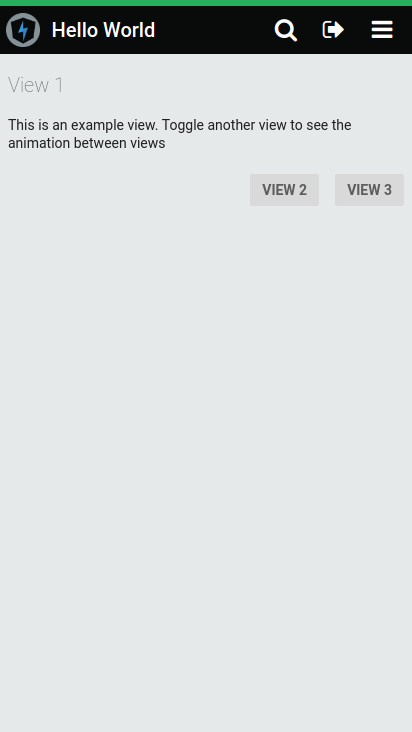 Hello World
View 1
This is an example view. Toggle another view to see the
animation between views
VIEW 2 VIEW 3